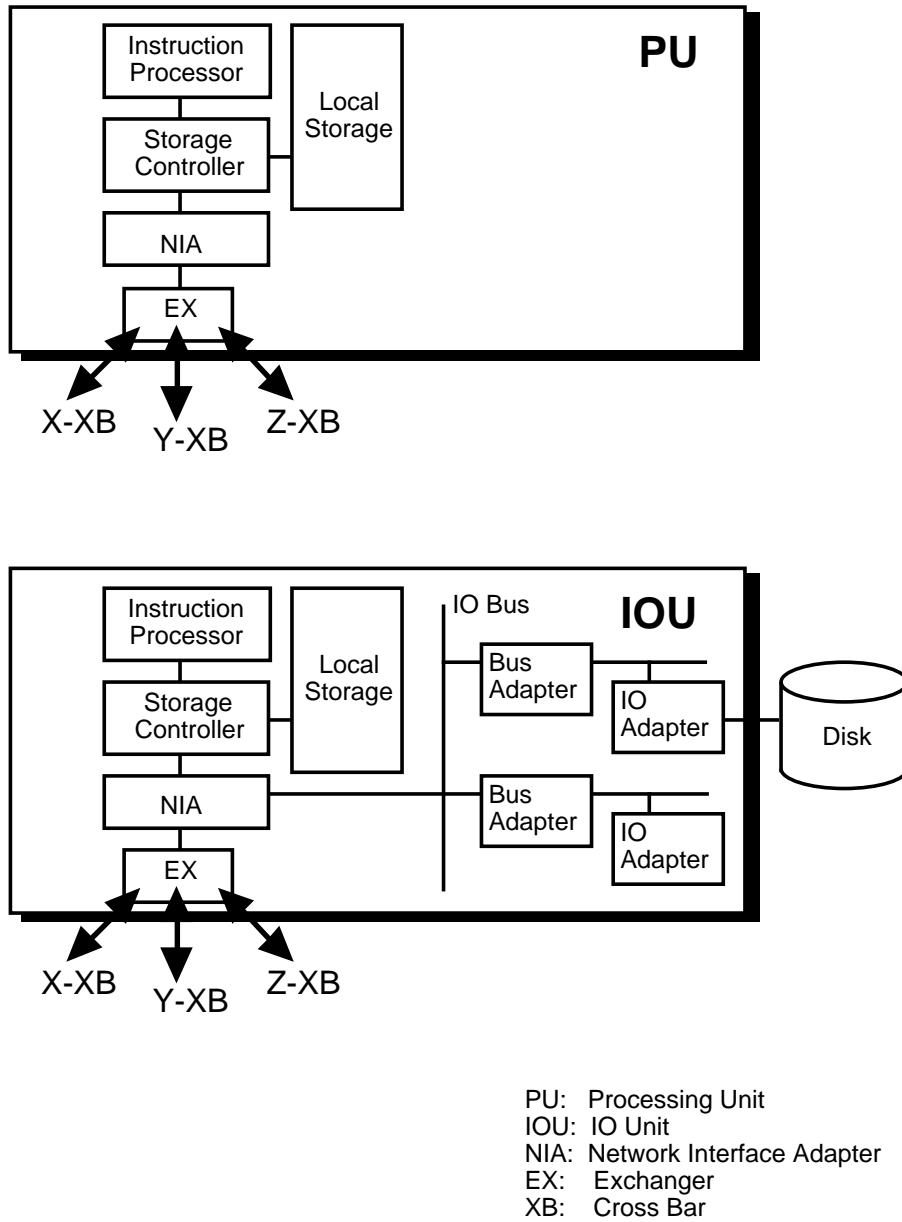 PU
Instruction
Processor
Local
Storage
Storage
Controller
NIA
EX
X-XB
Y-XB
Z-XB
IOU
Instruction
Processor
Local
Storage
Storage
Controller
NIA
EX
IO Bus
Bus
Adapter
IO
Adapter
Disk
Bus
Adapter
IO
Adapter
X-XB
Y-XB
Z-XB
PU: Processing Unit
IOU: IO Unit
NIA: Network Interface Adapter
EX: Exchanger
XB: Cross Bar